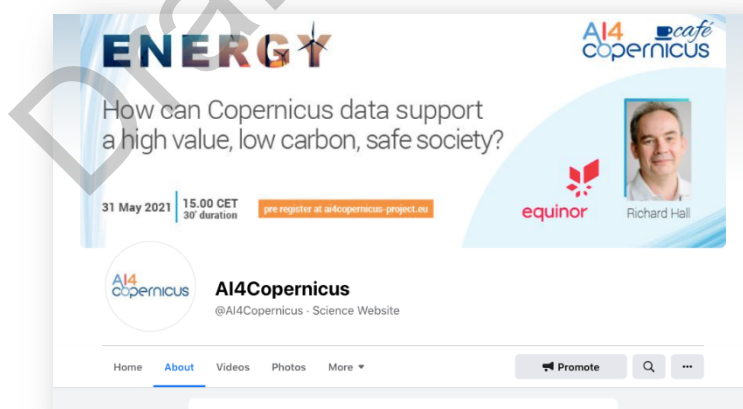 ENERGY
AI4 café
copernicus
How can Copernicus data support
a high value, low carbon, safe society?
31 May 2021
15.00 CET
30' duration
pre register at ai4copernicus-project.eu
equinor
Richard Hall
AI4
copernicus
AI4Copernicus
@AI4Copernicus · Science Website
Home About Videos Photos More
Promote